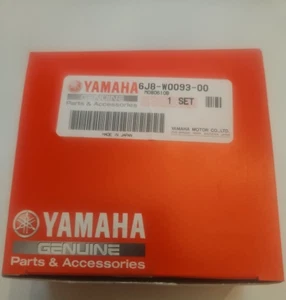 YAMAHA 6J8-W0093-00
GENUINE
Parts & Accessories 1 SET
MADE IN JAPAN YAMAHA MOTOR CO.,LTD.
YAMAHA
GENUINE
Parts & Accessories